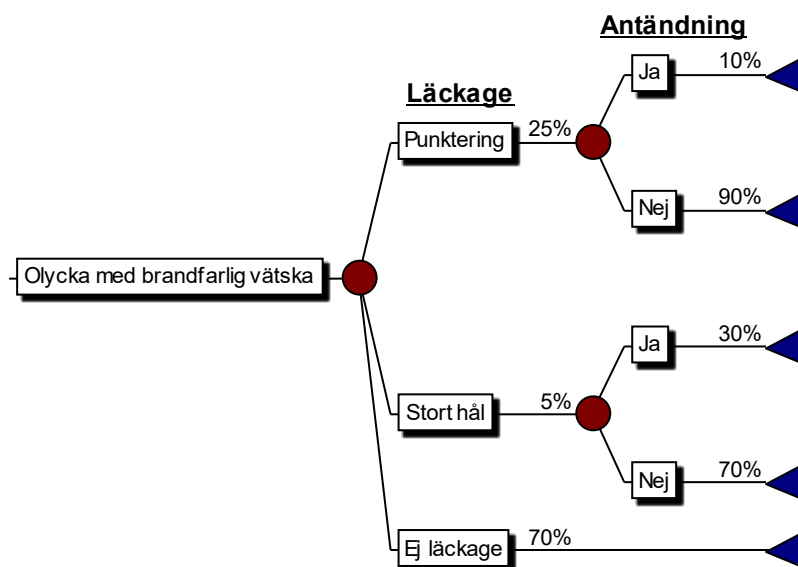 Antändning
Ja 10%
Läckage
Punktering 25%
Nej 90%
Olycka med brandfarlig vätska
Ja 30%
Stort hål 5%
Nej 70%
Ej läckage 70%